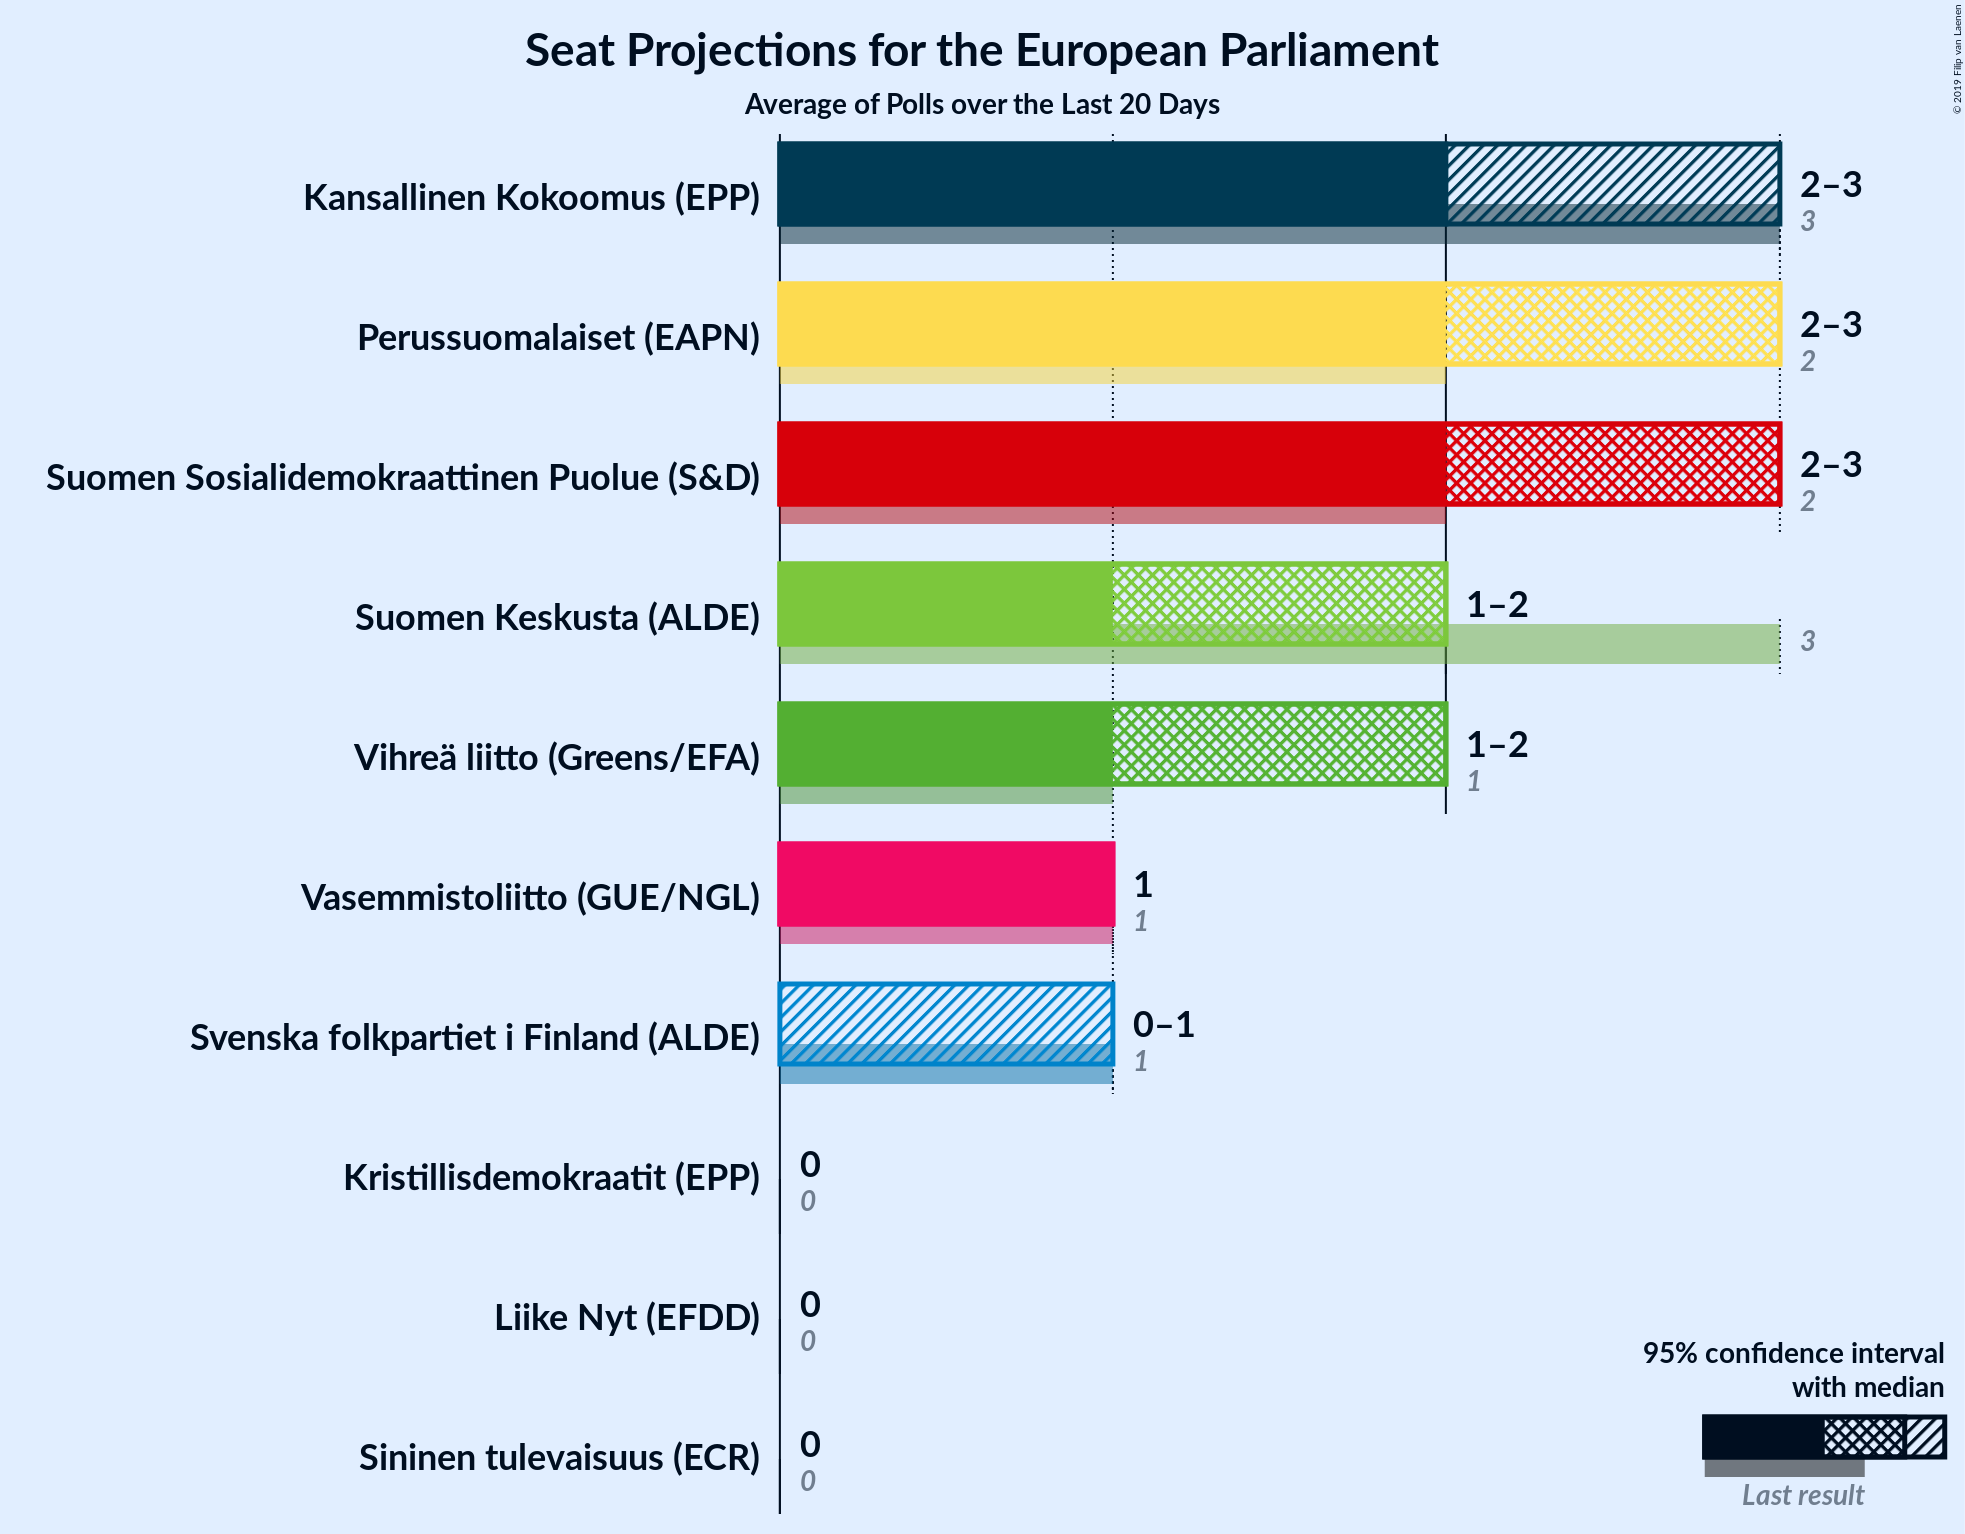 Seat Projections for the European Parliament
Average of Polls over the Last 20 Days
© 2019 Filip van Laenen
Kansallinen Kokoomus (EPP)
2–3
3
Perussuomalaiset (EAPN)
2–3
2
Suomen Sosialidemokraattinen Puolue (S&D)
2–3
2
Suomen Keskusta (ALDE)
1–2
3
Vihreä liitto (Greens/EFA)
1–2
1
Vasemmistoliitto (GUE/NGL)
1
1
Svenska folkpartiet i Finland (ALDE)
0–1
1
Kristillisdemokraatit (EPP)
0
0
Liike Nyt (EFDD)
0
0
Sininen tulevaisuus (ECR)
0
0
95% confidence interval
with median
Last result